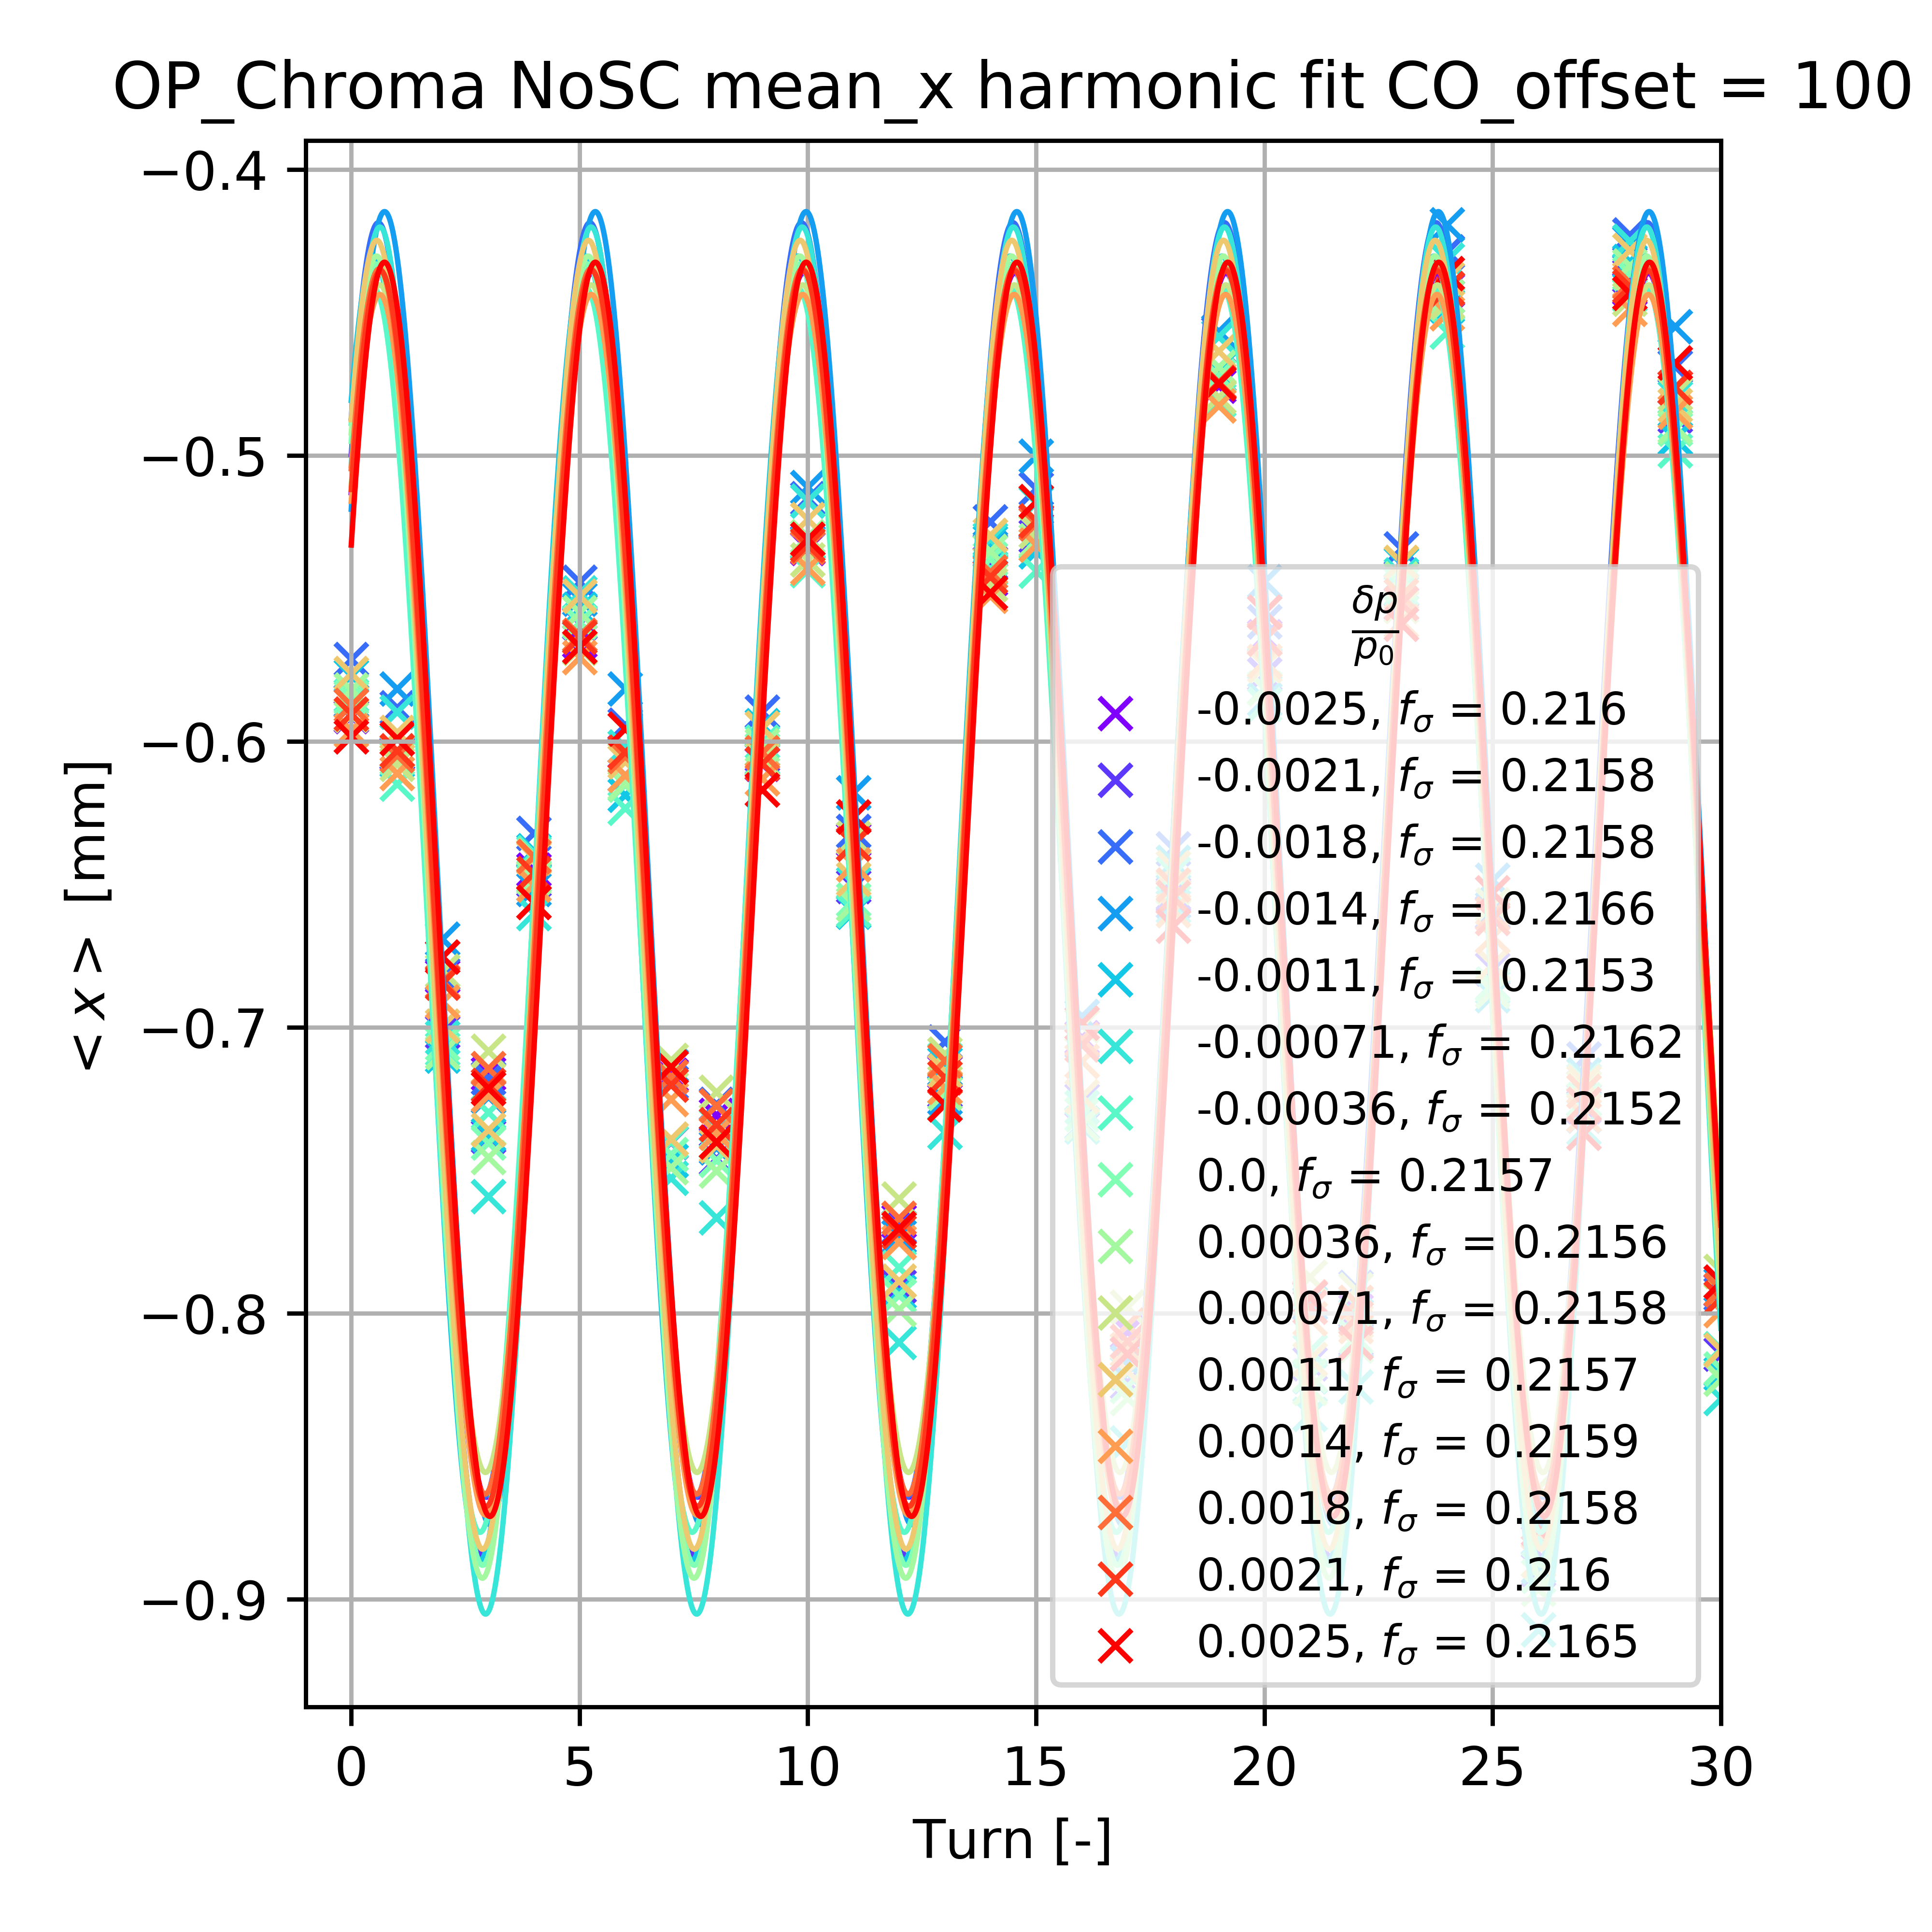 OP_Chroma NoSC mean_x harmonic fit CO_offset = 100
−0.4
−0.5
−0.6
−0.7
−0.8
−0.9
< x > [mm]
δp
p₀
-0.0025, fσ = 0.216
-0.0021, fσ = 0.2158
-0.0018, fσ = 0.2158
-0.0014, fσ = 0.2166
-0.0011, fσ = 0.2153
-0.00071, fσ = 0.2162
-0.00036, fσ = 0.2152
0.0, fσ = 0.2157
0.00036, fσ = 0.2156
0.00071, fσ = 0.2158
0.0011, fσ = 0.2157
0.0014, fσ = 0.2159
0.0018, fσ = 0.2158
0.0021, fσ = 0.216
0.0025, fσ = 0.2165
0 5 10 15 20 25 30
Turn [-]